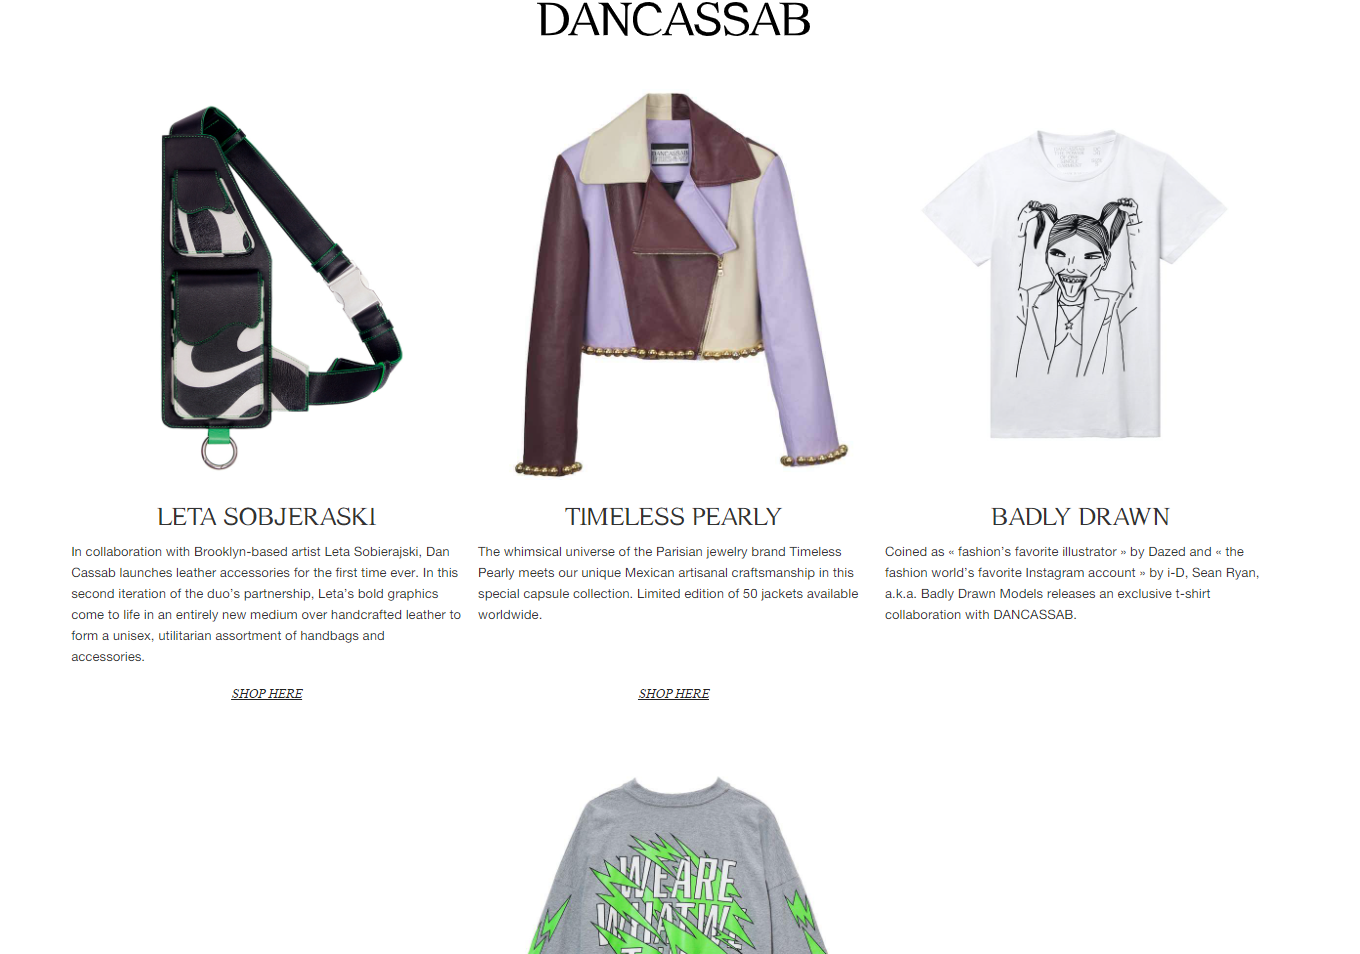 DANCASSAB
LETA SOBJERASKI
In collaboration with Brooklyn-based artist Leta Sobierajski, Dan
Cassab launches leather accessories for the first time ever. In this
second iteration of the duo's partnership, Leta's bold graphics
come to life in an entirely new medium over handcrafted leather to
form a unisex, utilitarian assortment of handbags and
accessories.
SHOP HERE
TIMELESS PEARLY
The whimsical universe of the Parisian jewelry brand Timeless
Pearly meets our unique Mexican artisanal craftsmanship in this
special capsule collection. Limited edition of 50 jackets available
worldwide.
SHOP HERE
BADLY DRAWN
Coined as « fashion's favorite illustrator » by Dazed and « the
fashion world's favorite Instagram account » by i-D, Sean Ryan,
a.k.a. Badly Drawn Models releases an exclusive t-shirt
collaboration with DANCASSAB.
WE ARE
WHAT WE